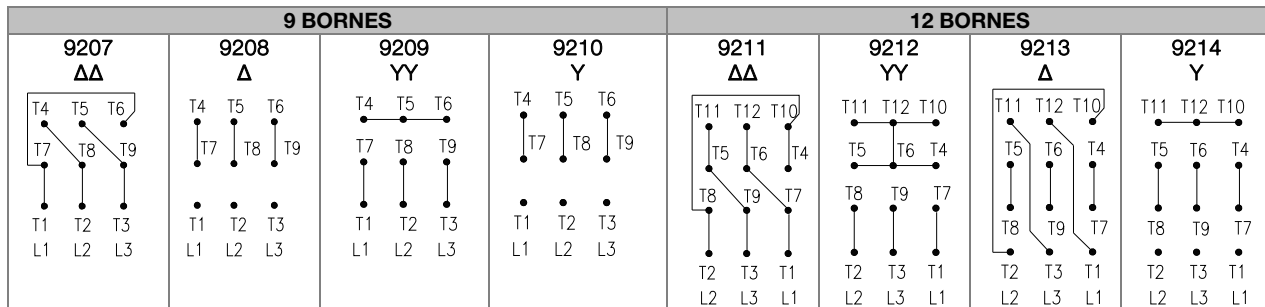 9 BORNES
12 BORNES
9207 9208 9209 9210 9211 9212 9213 9214
ΔΔ Δ YY Y ΔΔ YY Δ Y
T4 T5 T6
T7 T8 T9
T1 T2 T3
L1 L2 L3
T4 T5 T6
T7 T8 T9
T1 T2 T3
L1 L2 L3
T4 T5 T6
T7 T8 T9
T1 T2 T3
L1 L2 L3
T4 T5 T6
T7 T8 T9
T1 T2 T3
L1 L2 L3
T11 T12 T10
T5 T6 T4
T8 T9 T7
T2 T3 T1
L2 L3 L1
T11 T12 T10
T5 T6 T4
T8 T9 T7
T2 T3 T1
L2 L3 L1
T11 T12 T10
T5 T6 T4
T8 T9 T7
T2 T3 T1
L2 L3 L1
T11 T12 T10
T5 T6 T4
T8 T9 T7
T2 T3 T1
L2 L3 L1